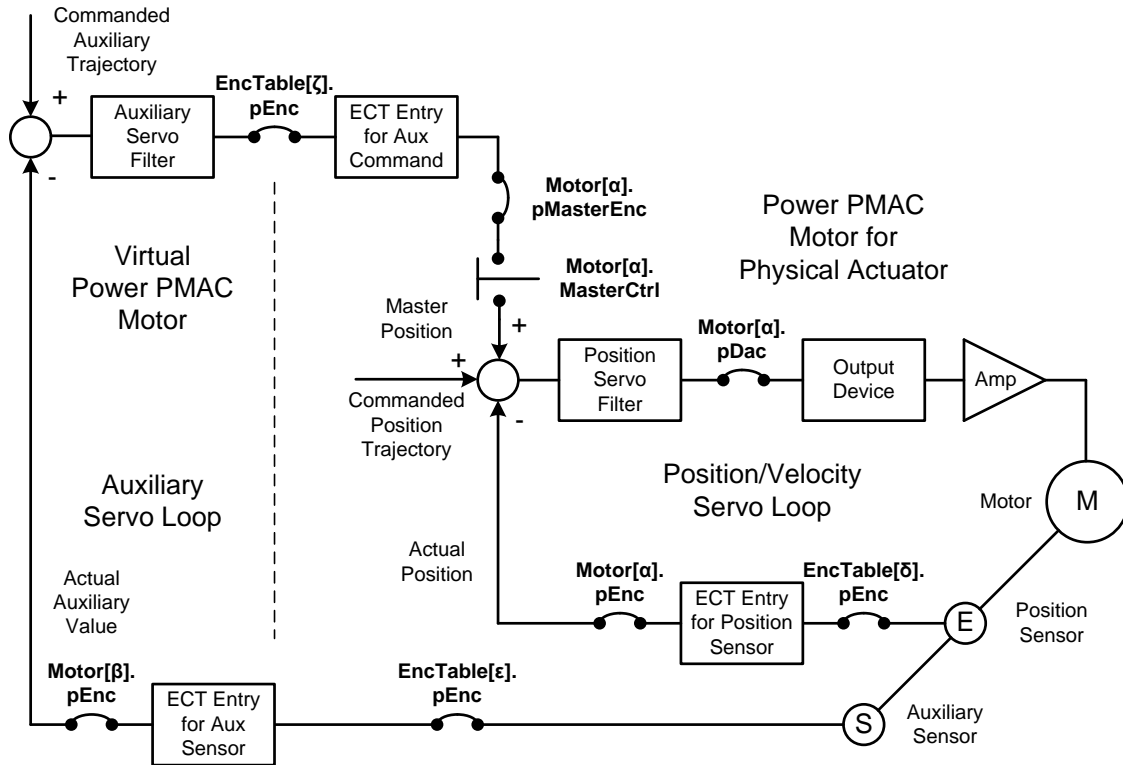 Commanded
Auxiliary
Trajectory
+
-
Auxiliary
Servo
Filter
EncTable[ζ].
pEnc
ECT Entry
for Aux
Command
Motor[α].
pMasterEnc
Motor[α].
MasterCtrl
Power PMAC
Motor for
Physical Actuator
Virtual
Power PMAC
Motor
Master
Position
+
+
-
Commanded
Position
Trajectory
Position
Servo
Filter
Motor[α].
pDac
Output
Device
Amp
Auxiliary
Servo Loop
Position/Velocity
Servo Loop
Motor
M
Actual
Position
Motor[α].
pEnc
ECT Entry
for Position
Sensor
EncTable[δ].
pEnc
E
Position
Sensor
Actual
Auxiliary
Value
Motor[β].
pEnc
ECT Entry
for Aux
Sensor
EncTable[ε].
pEnc
S
Auxiliary
Sensor